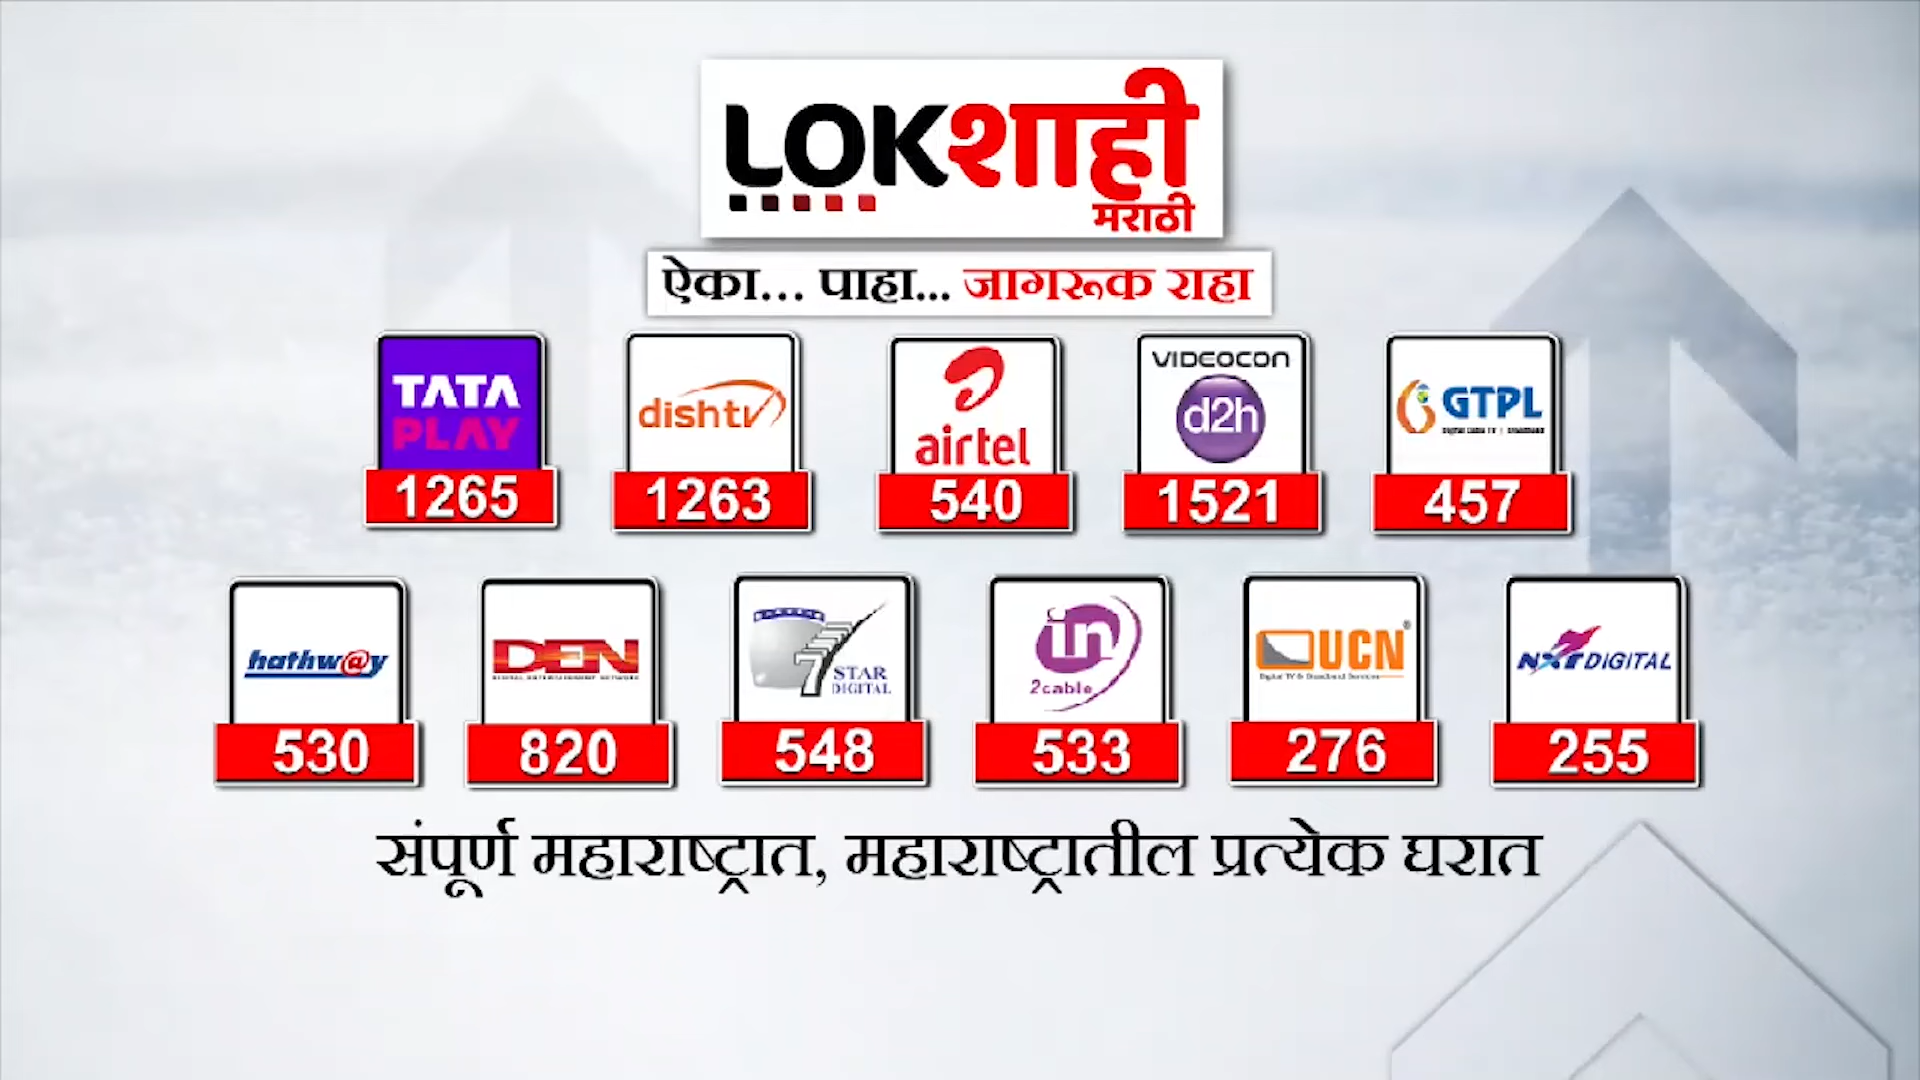 LOKशाही
मराठी
ऐका... पाहा... जागरूक राहा
TATA PLAY
dishtv
airtel
VIDEOCON d2h
GTPL
1265
1263
540
1521
457
hathw@y
DEN
7 STAR DIGITAL
in 2cable
UCN
NXT DIGITAL
530
820
548
533
276
255
संपूर्ण महाराष्ट्रात, महाराष्ट्रातील प्रत्येक घरात